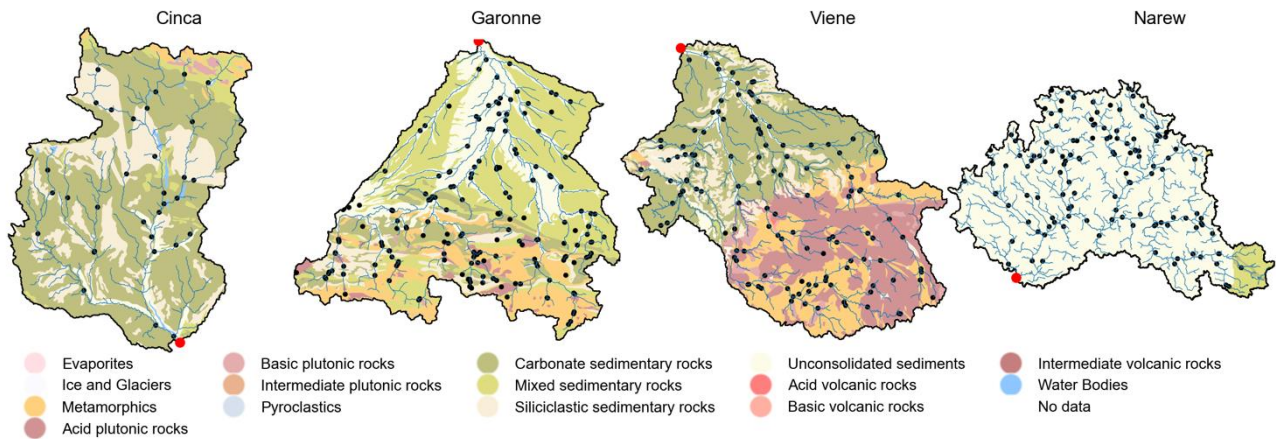 Cinca Garonne Viene Narew
Evaporites Basic plutonic rocks Carbonate sedimentary rocks Unconsolidated sediments Intermediate volcanic rocks
Ice and Glaciers Intermediate plutonic rocks Mixed sedimentary rocks Acid volcanic rocks Water Bodies
Metamorphics Pyroclastics Siliciclastic sedimentary rocks Basic volcanic rocks No data
Acid plutonic rocks